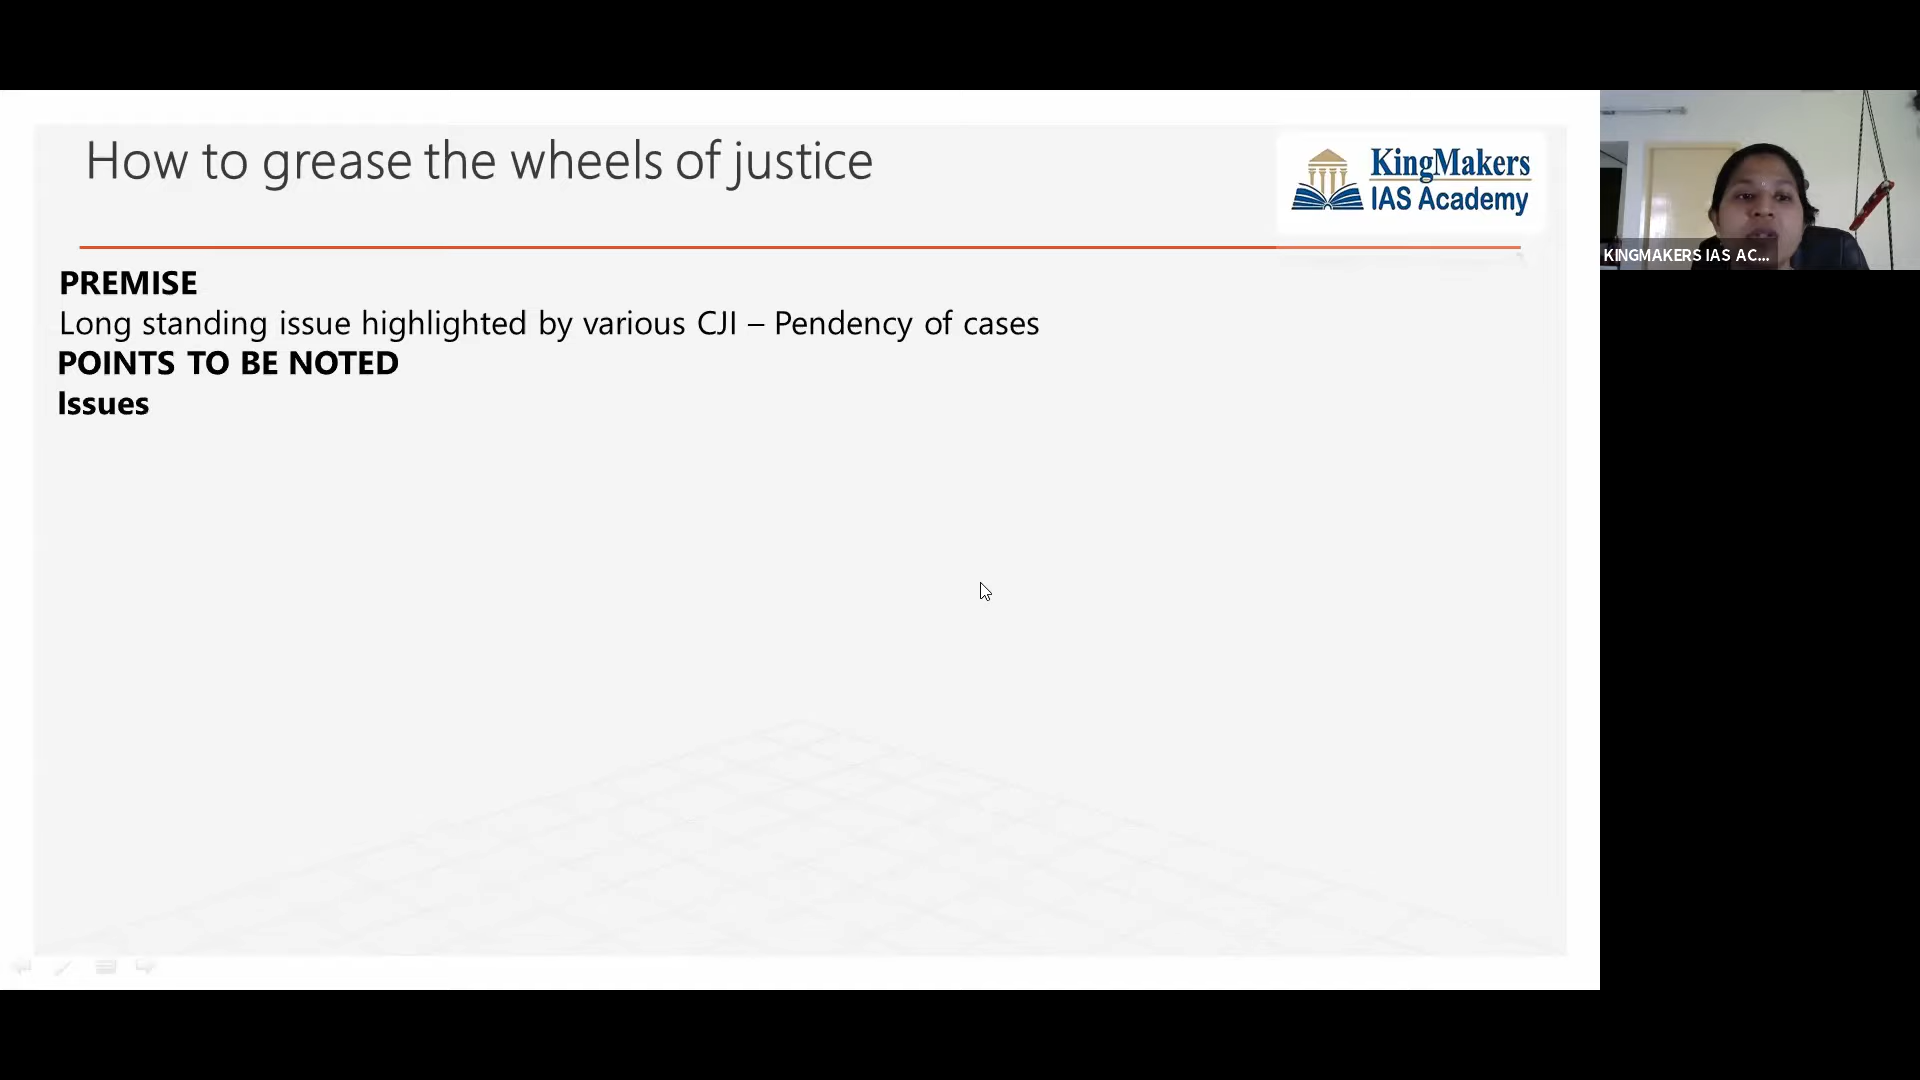 How to grease the wheels of justice
KingMakers
IAS Academy
PREMISE
Long standing issue highlighted by various CJI – Pendency of cases
POINTS TO BE NOTED
Issues
KINGMAKERS IAS AC...